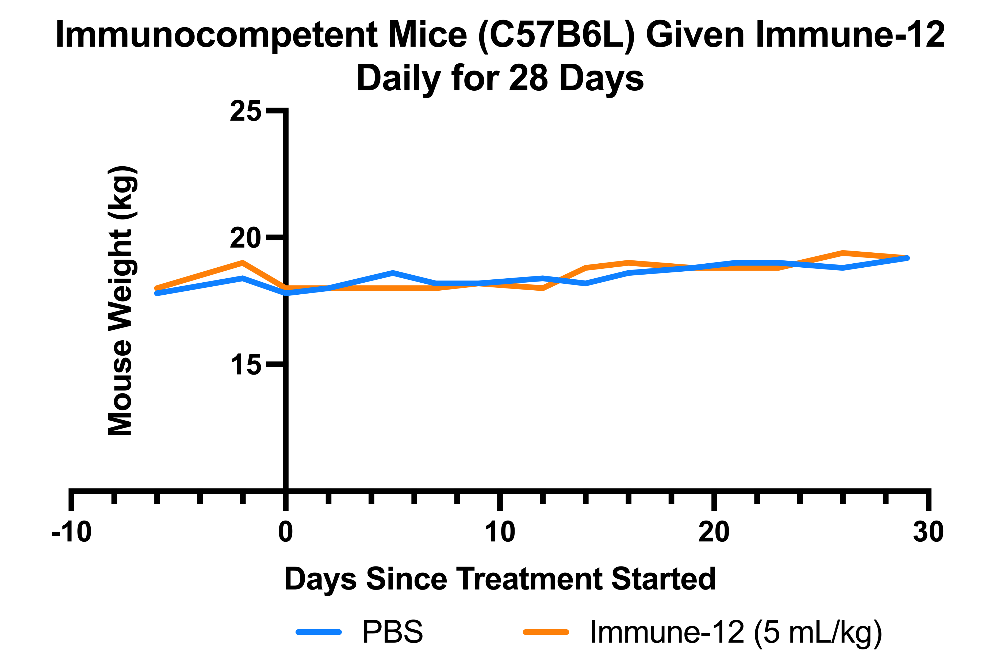 Immunocompetent Mice (C57B6L) Given Immune-12
Daily for 28 Days
25
20
15
Mouse Weight (kg)
-10 0 10 20 30
Days Since Treatment Started
PBS Immune-12 (5 mL/kg)